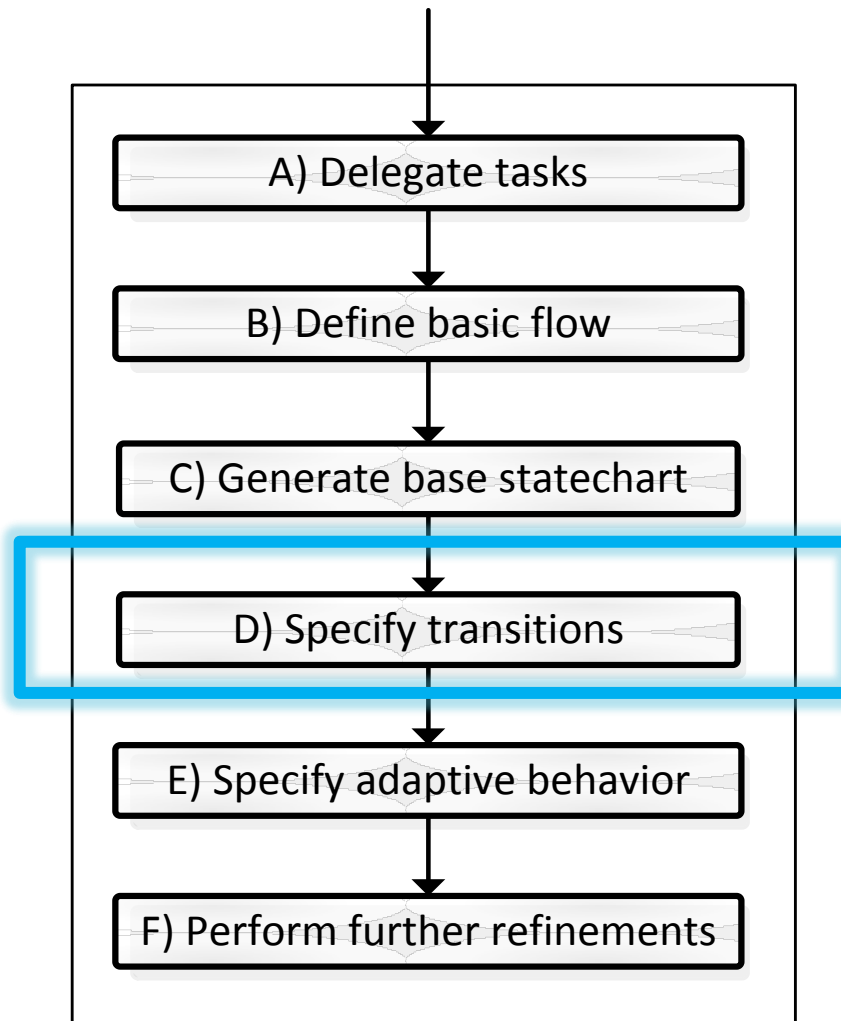 A) Delegate tasks
B) Define basic flow
C) Generate base statechart
D) Specify transitions
E) Specify adaptive behavior
F) Perform further refinements